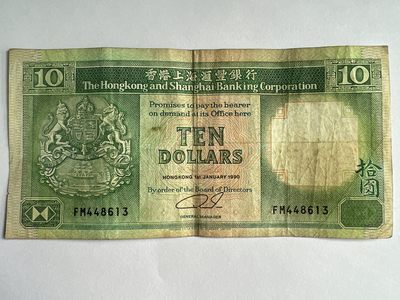 10
香港上海滙豐銀行
10
The Hongkong and Shanghai Banking Corporation
Promises to pay the bearer
on demand at its Office here
TEN
DOLLARS
HONGKONG 1st JANUARY 1990
By order of the Board of Directors
拾圓
FM448613
FM448613
GENERAL MANAGER